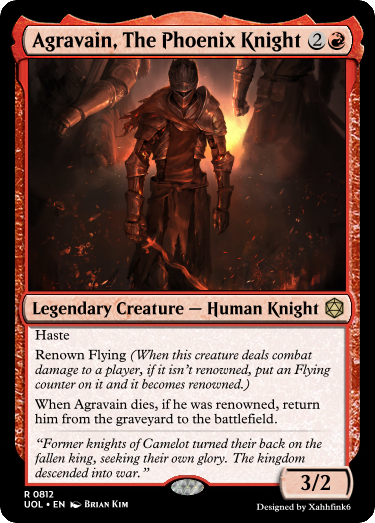 Agravain, The Phoenix Knight 2
Legendary Creature — Human Knight
Haste
Renown Flying (When this creature deals combat
damage to a player, if it isn't renowned, put an Flying
counter on it and it becomes renowned.)
When Agravain dies, if he was renowned, return
him from the graveyard to the battlefield.
“Former knights of Camelot turned their back on the
fallen king, seeking their own glory. The kingdom
descended into war.”
3/2
R 0812
UOL • EN Brian Kim
Designed by Xahhfink6